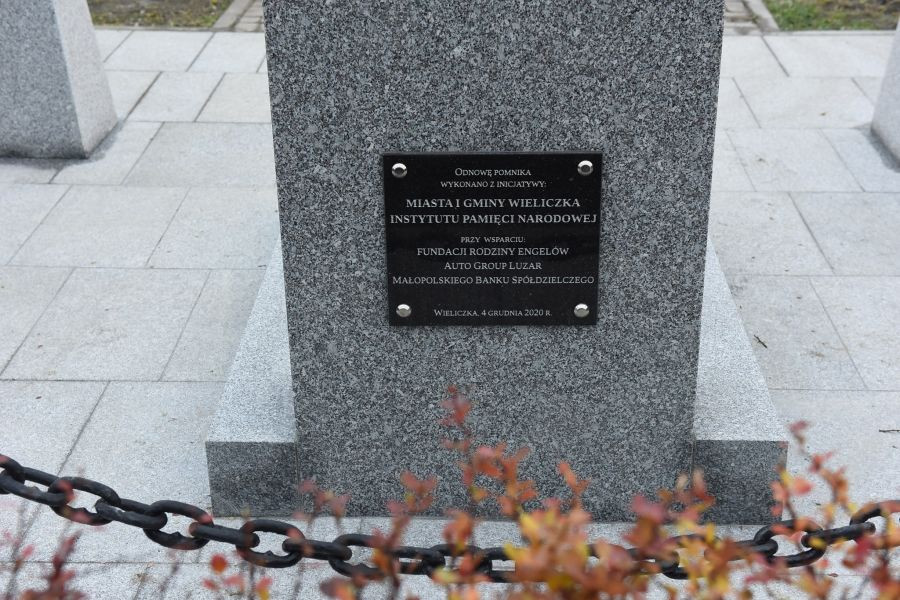 Odnowę pomnika
wykonano z inicjatywy:
Miasta i Gminy Wieliczka
Instytutu Pamięci Narodowej
przy wsparciu:
Fundacji Rodziny Engelów
Auto Group Luzar
Małopolskiego Banku Spółdzielczego
Wieliczka, 4 grudnia 2020 r.